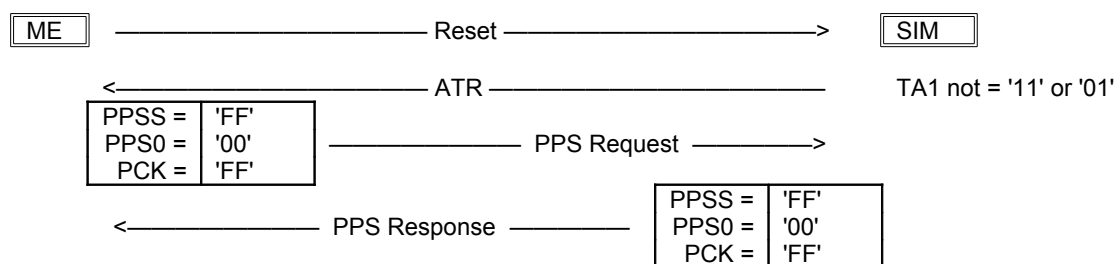 ME Reset SIM
ATR TA1 not = '11' or '01'
PPSS = 'FF'
PPS0 = '00' PPS Request
PCK = 'FF'
PPSS = 'FF'
PPS Response PPS0 = '00'
PCK = 'FF'